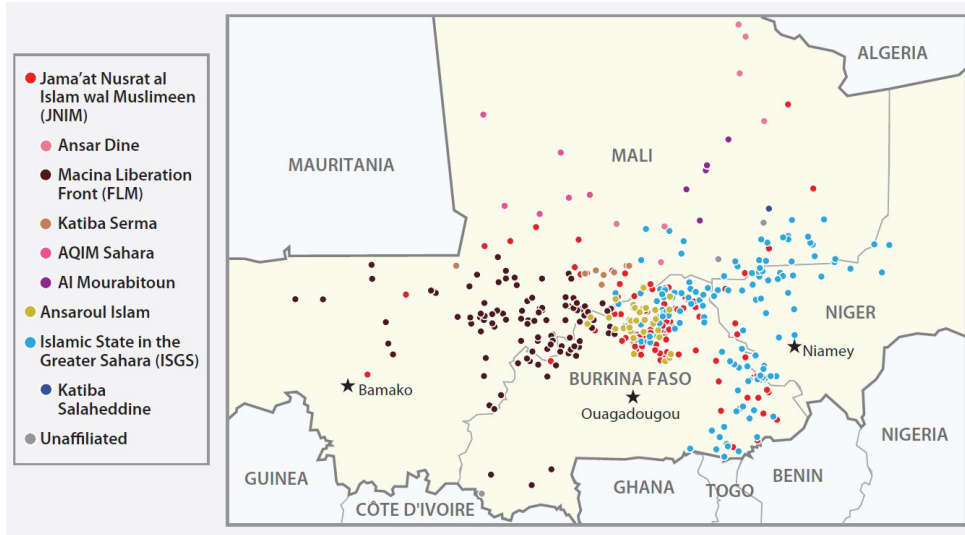 Jama'at Nusrat al
Islam wal Muslimeen
(JNIM)
Ansar Dine
Macina Liberation
Front (FLM)
Katiba Serma
AQIM Sahara
Al Mourabitoun
Ansaroul Islam
Islamic State in the
Greater Sahara (ISGS)
Katiba
Salaheddine
Unaffiliated
ALGERIA
MAURITANIA
MALI
NIGER
Niamey
BURKINA FASO
Bamako
Ouagadougou
NIGERIA
GUINEA
BENIN
GHANA
TOGO
CÔTE D'IVOIRE